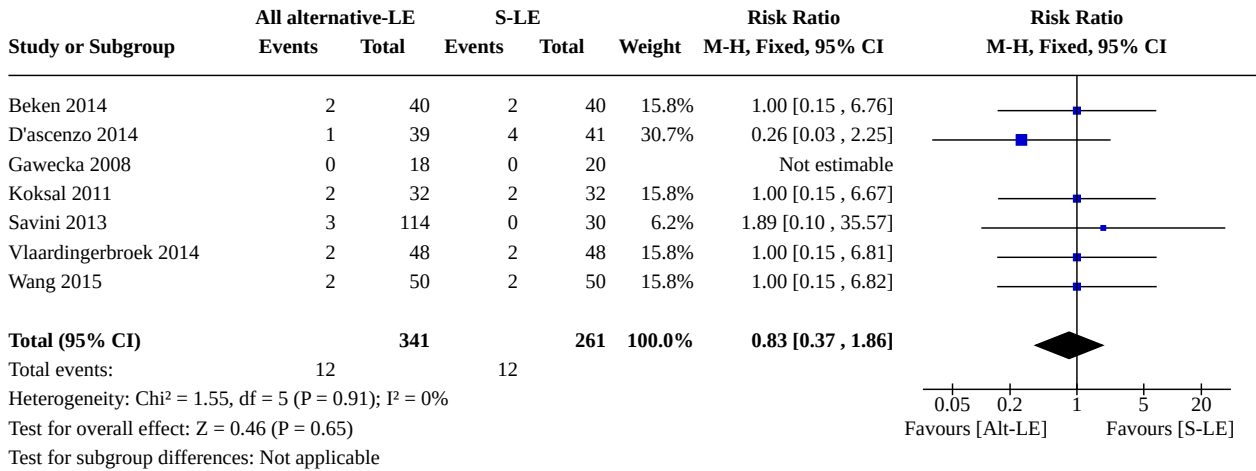 All alternative-LE S-LE Risk Ratio Risk Ratio
Study or Subgroup Events Total Events Total Weight M-H, Fixed, 95% CI M-H, Fixed, 95% CI
Beken 2014 2 40 2 40 15.8% 1.00 [0.15 , 6.76]
D'ascenzo 2014 1 39 4 41 30.7% 0.26 [0.03 , 2.25]
Gawecka 2008 0 18 0 20 Not estimable
Koksal 2011 2 32 2 32 15.8% 1.00 [0.15 , 6.67]
Savini 2013 3 114 0 30 6.2% 1.89 [0.10 , 35.57]
Vlaardingerbroek 2014 2 48 2 48 15.8% 1.00 [0.15 , 6.81]
Wang 2015 2 50 2 50 15.8% 1.00 [0.15 , 6.82]
Total (95% CI) 341 261 100.0% 0.83 [0.37 , 1.86]
Total events: 12 12
Heterogeneity: Chi² = 1.55, df = 5 (P = 0.91); I² = 0%
0.05 0.2 1 5 20
Test for overall effect: Z = 0.46 (P = 0.65)
Favours [Alt-LE] Favours [S-LE]
Test for subgroup differences: Not applicable